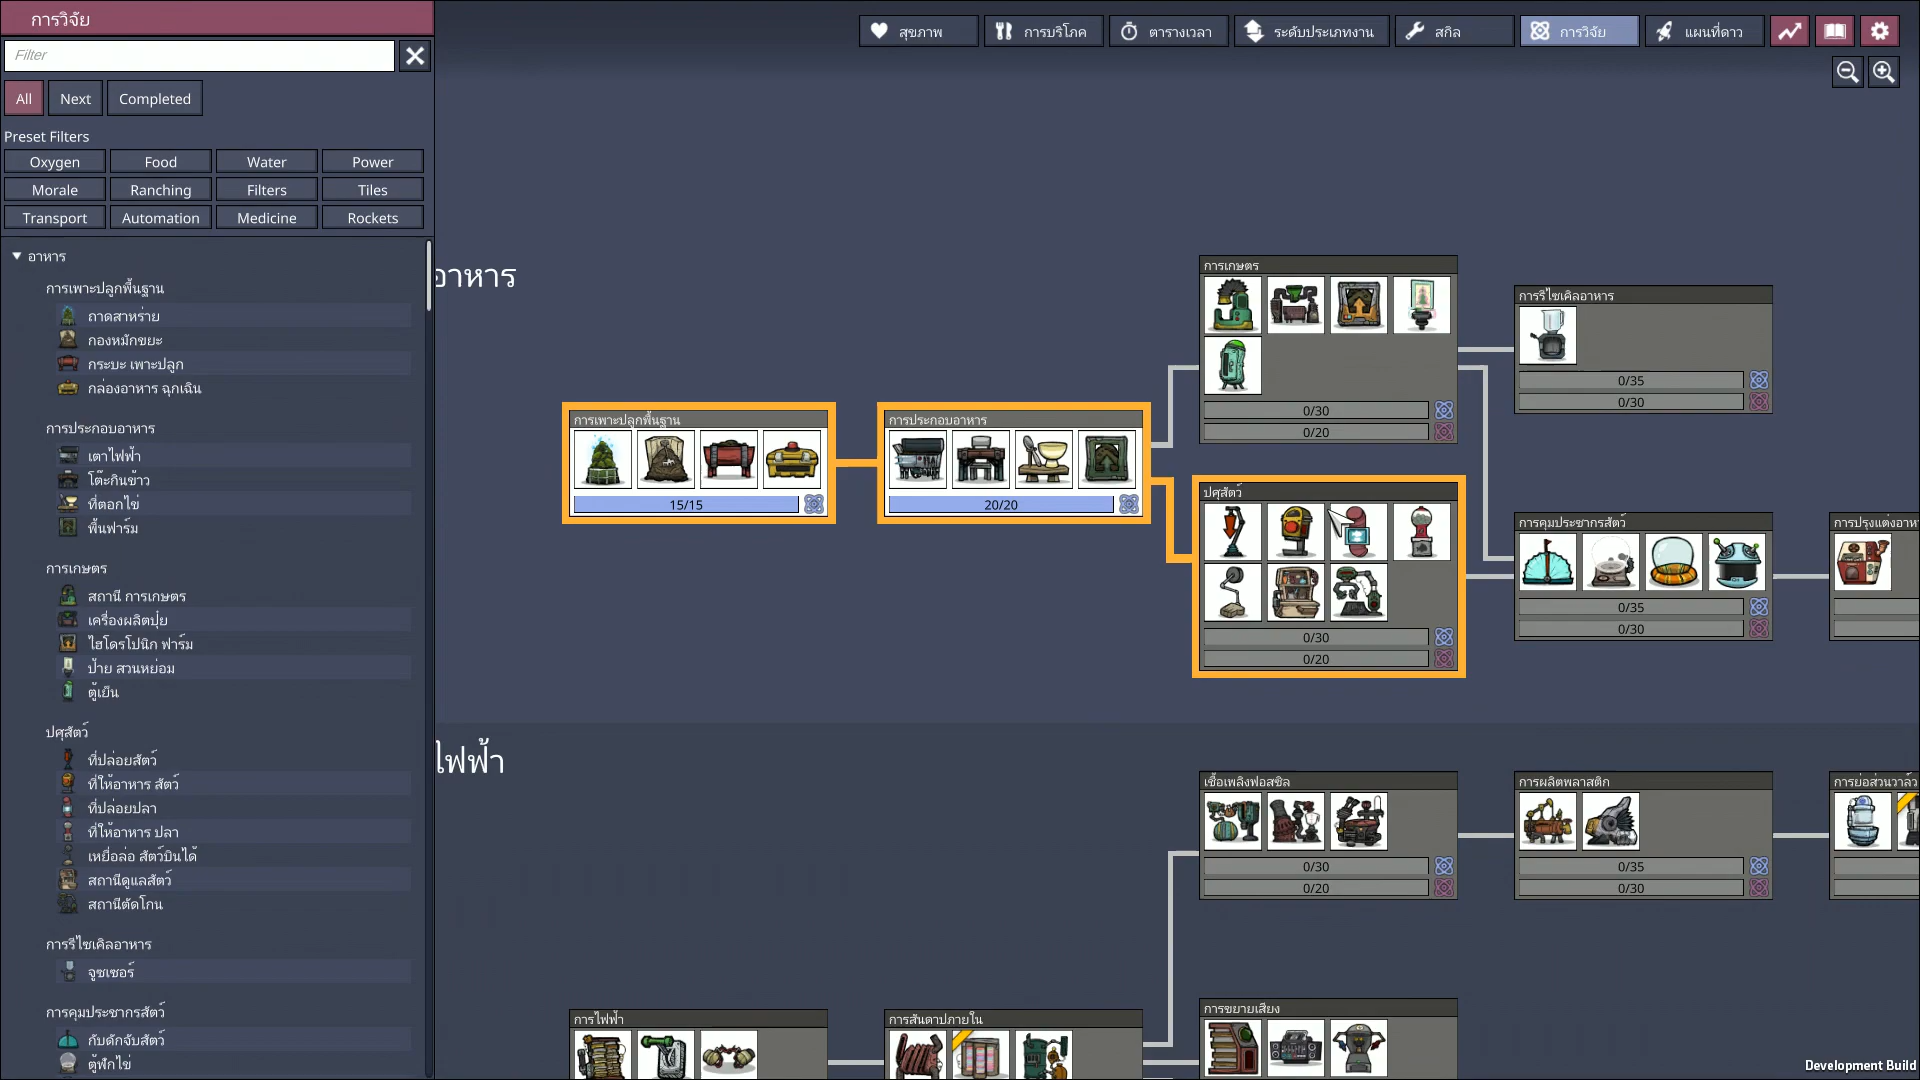 การวิจัย
สุขภาพ
การบริโภค
ตารางเวลา
ระดับประเภทงาน
สกิล
การวิจัย
แผนที่ดาว
Filter
All
Next
Completed
Preset Filters
Oxygen
Food
Water
Power
Morale
Ranching
Filters
Tiles
Transport
Automation
Medicine
Rockets
อาหาร
การเพาะปลูกพื้นฐาน
ถาดสาหร่าย
กองหมักขยะ
กระบะ เพาะปลูก
กล่องอาหาร ฉุกเฉิน
การประกอบอาหาร
เตาไฟฟ้า
โต๊ะกินข้าว
ที่ตอกไข่
พื้นฟาร์ม
การเกษตร
สถานี การเกษตร
เครื่องผลิตปุ๋ย
ไฮโดรโปนิก ฟาร์ม
ป้าย สวนหย่อม
ตู้เย็น
ปศุสัตว์
ที่ปล่อยสัตว์
ที่ให้อาหาร สัตว์
ที่ปล่อยปลา
ที่ให้อาหาร ปลา
เหยื่อล่อ สัตว์บินได้
สถานีดูแลสัตว์
สถานีตัดโกน
การรีไซเคิลอาหาร
จูซเซอร์
การคุมประชากรสัตว์
กับดักจับสัตว์
ตู้ฟักไข่
อาหาร
การเพาะปลูกพื้นฐาน
15/15
การประกอบอาหาร
20/20
การเกษตร
0/30
0/20
ปศุสัตว์
0/30
0/20
การรีไซเคิลอาหาร
0/35
0/30
การคุมประชากรสัตว์
0/35
0/30
การปรุงแต่งอาห
ไฟฟ้า
เชื้อเพลิงฟอสซิล
0/30
0/20
การผลิตพลาสติก
0/35
0/30
การย่อส่วนวาล์ว
การไฟฟ้า
การสันดาปภายใน
การขยายเสียง
Development Build